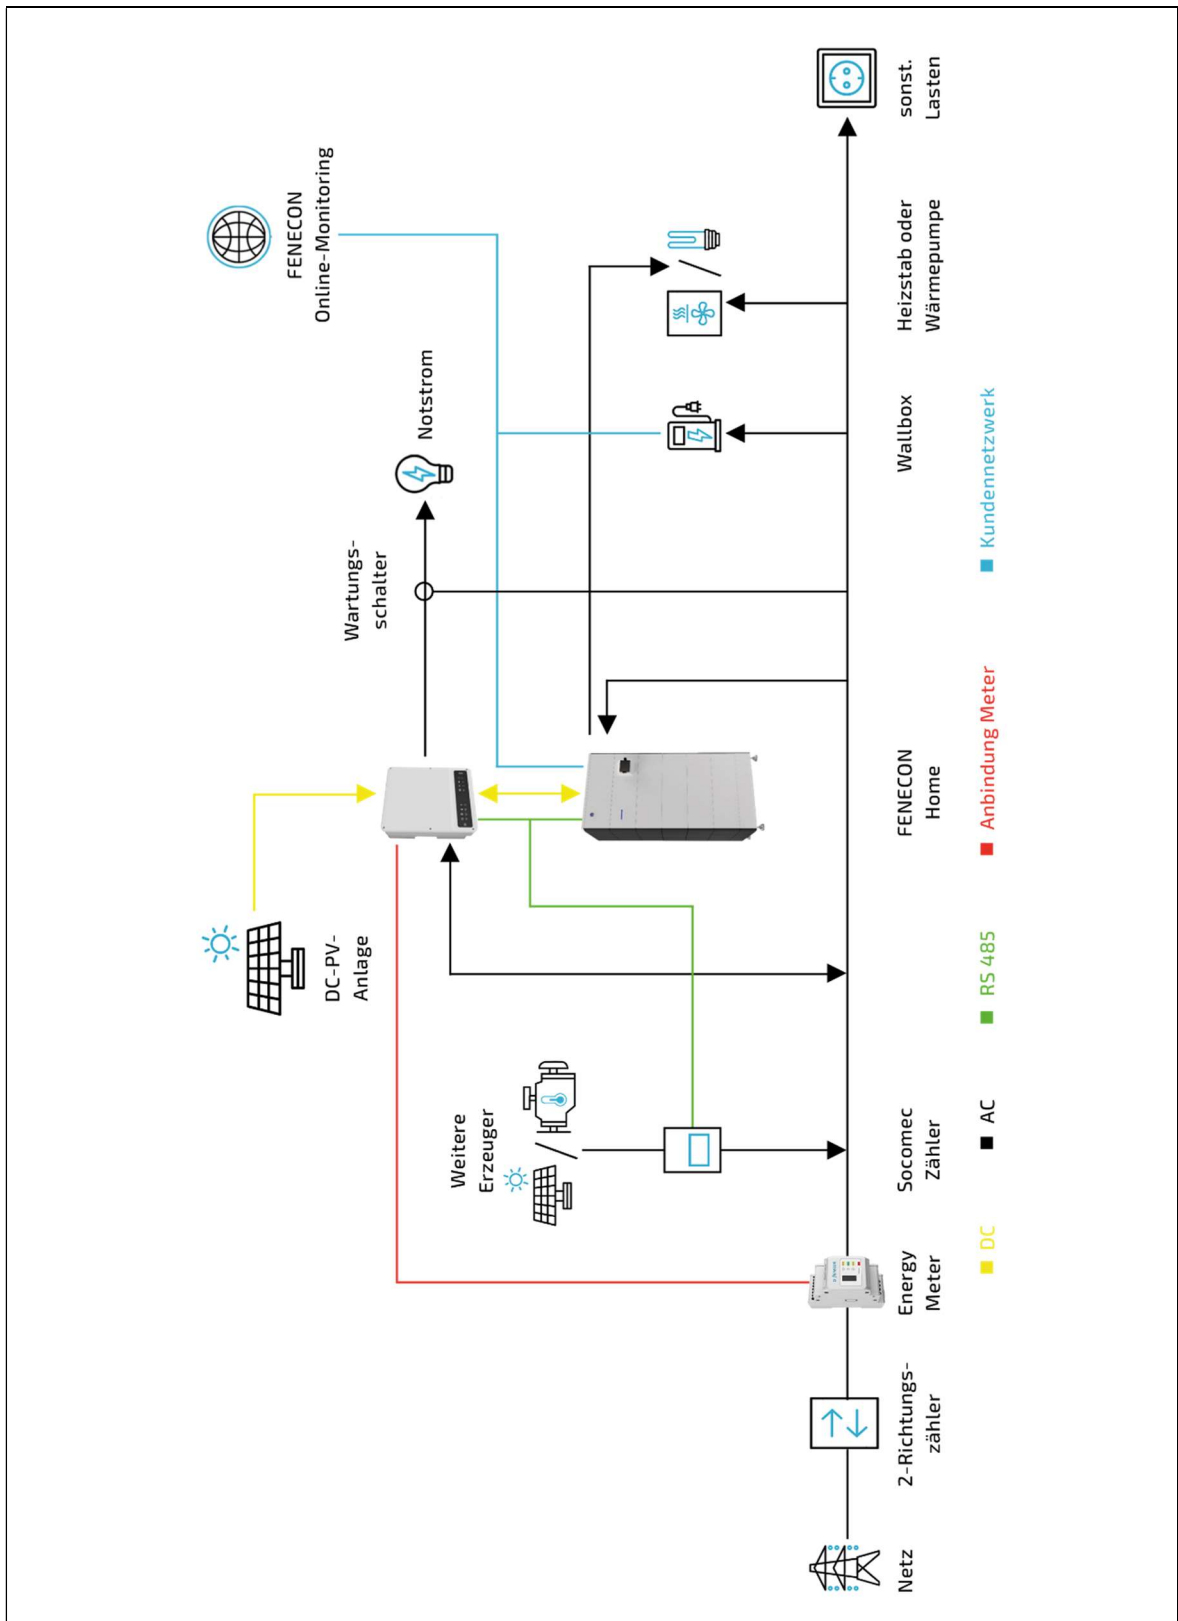 FENECON
Online-Monitoring
Notstrom
Wartungs-
schalter
DC-PV-
Anlage
Weitere
Erzeuger
Netz
2-Richtungs-
zähler
Energy
Meter
Socomec
Zähler
FENECON
Home
Wallbox
Heizstab oder
Wärmepumpe
sonst.
Lasten
DC
AC
RS 485
Anbindung Meter
Kundennetzwerk